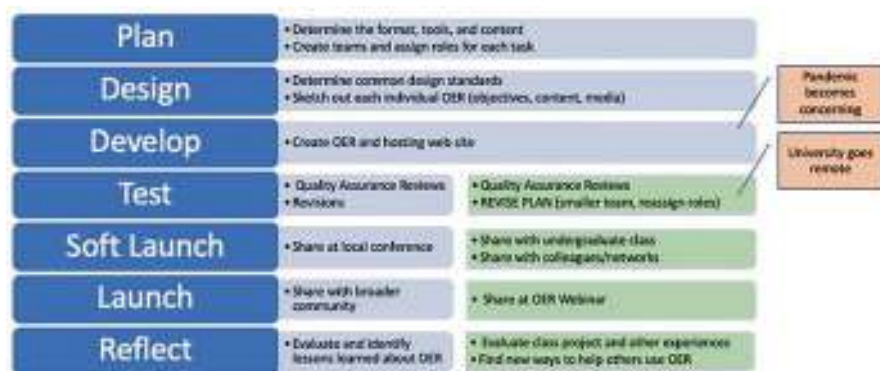 Plan
• Determine the format, tools, and content
• Create teams and assign roles for each task
Design
• Determine common design standards
• Sketch out each individual OER (objectives, content, media)
Pandemic
becomes
concerning
Develop
• Create OER and hosting web site
University goes
remote
Test
• Quality Assurance Reviews
• Revisions
• Quality Assurance Reviews
• REVISE PLAN (smaller team, reassign roles)
Soft Launch
• Share at local conference
• Share with undergraduate class
• Share with colleagues/networks
Launch
• Share with broader
community
• Share at OER Webinar
Reflect
• Evaluate and identify
lessons learned about OER
• Evaluate class project and other experiences
• Find new ways to help others use OER